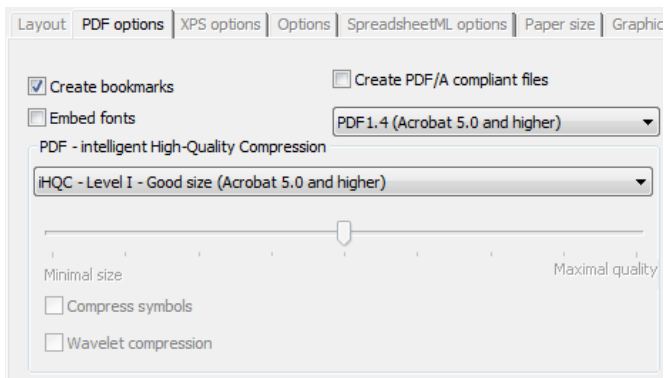 Layout PDF options XPS options Options SpreadsheetML options Paper size Graphic
Create bookmarks Create PDF/A compliant files
Embed fonts PDF1.4 (Acrobat 5.0 and higher)
PDF - intelligent High-Quality Compression
iHQC - Level I - Good size (Acrobat 5.0 and higher)
Minimal size Maximal quality
Compress symbols
Wavelet compression